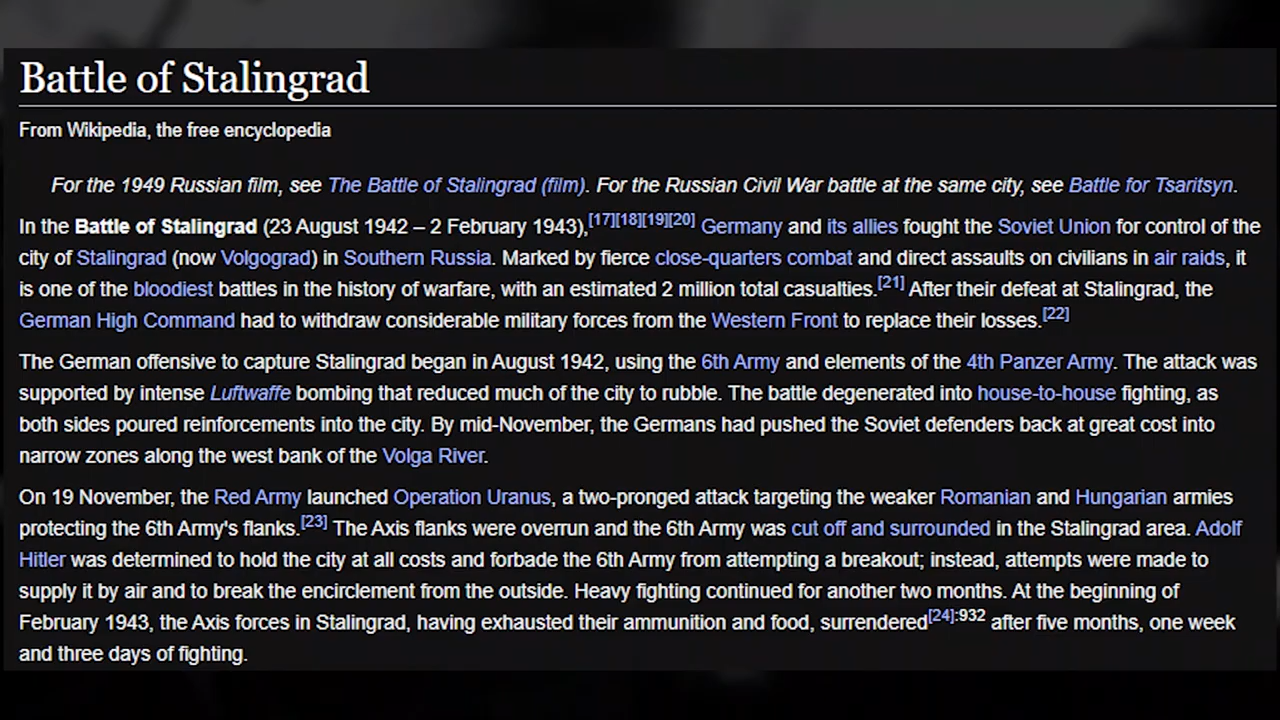 Battle of Stalingrad
From Wikipedia, the free encyclopedia
For the 1949 Russian film, see The Battle of Stalingrad (film). For the Russian Civil War battle at the same city, see Battle for Tsaritsyn.
In the Battle of Stalingrad (23 August 1942 – 2 February 1943),[17][18][19][20] Germany and its allies fought the Soviet Union for control of the
city of Stalingrad (now Volgograd) in Southern Russia. Marked by fierce close-quarters combat and direct assaults on civilians in air raids, it
is one of the bloodiest battles in the history of warfare, with an estimated 2 million total casualties.[21] After their defeat at Stalingrad, the
German High Command had to withdraw considerable military forces from the Western Front to replace their losses.[22]
The German offensive to capture Stalingrad began in August 1942, using the 6th Army and elements of the 4th Panzer Army. The attack was
supported by intense Luftwaffe bombing that reduced much of the city to rubble. The battle degenerated into house-to-house fighting, as
both sides poured reinforcements into the city. By mid-November, the Germans had pushed the Soviet defenders back at great cost into
narrow zones along the west bank of the Volga River.
On 19 November, the Red Army launched Operation Uranus, a two-pronged attack targeting the weaker Romanian and Hungarian armies
protecting the 6th Army's flanks.[23] The Axis flanks were overrun and the 6th Army was cut off and surrounded in the Stalingrad area. Adolf
Hitler was determined to hold the city at all costs and forbade the 6th Army from attempting a breakout; instead, attempts were made to
supply it by air and to break the encirclement from the outside. Heavy fighting continued for another two months. At the beginning of
February 1943, the Axis forces in Stalingrad, having exhausted their ammunition and food, surrendered[24]:932 after five months, one week
and three days of fighting.